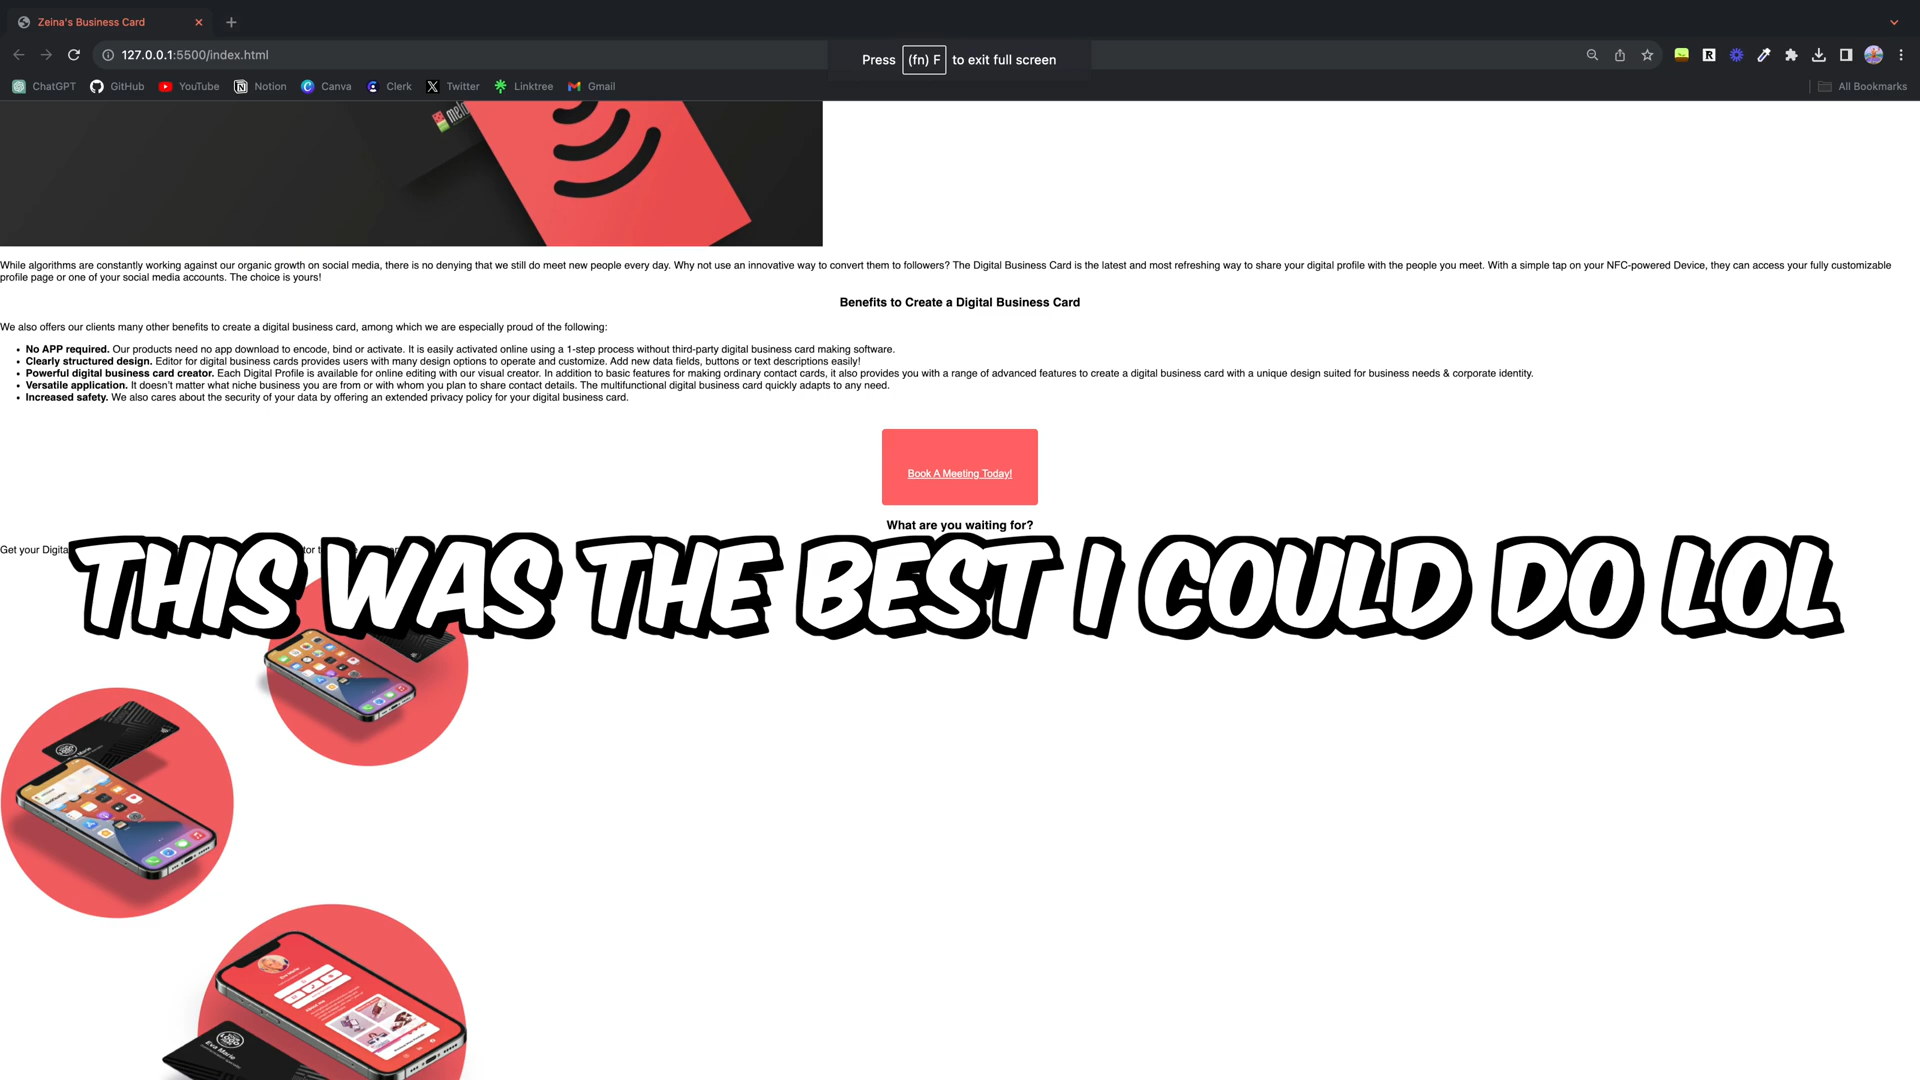 Zeina's Business Card
127.0.0.1:5500/index.html
Press (fn) F to exit full screen
ChatGPT GitHub YouTube Notion Canva Clerk Twitter Linktree Gmail All Bookmarks
While algorithms are constantly working against our organic growth on social media, there is no denying that we still do meet new people every day. Why not use an innovative way to convert them to followers? The Digital Business Card is the latest and most refreshing way to share your digital profile with the people you meet. With a simple tap on your NFC-powered Device, they can access your fully customizable
profile page or one of your social media accounts. The choice is yours!
Benefits to Create a Digital Business Card
We also offers our clients many other benefits to create a digital business card, among which we are especially proud of the following:
• No APP required. Our products need no app download to encode, bind or activate. It is easily activated online using a 1-step process without third-party digital business card making software.
• Clearly structured design. Editor for digital business cards provides users with many design options to operate and customize. Add new data fields, buttons or text descriptions easily!
• Powerful digital business card creator. Each Digital Profile is available for online editing with our visual creator. In addition to basic features for making ordinary contact cards, it also provides you with a range of advanced features to create a digital business card with a unique design suited for business needs & corporate identity.
• Versatile application. It doesn't matter what niche business you are from or with whom you plan to share contact details. The multifunctional digital business card quickly adapts to any need.
• Increased safety. We also cares about the security of your data by offering an extended privacy policy for your digital business card.
Book A Meeting Today!
What are you waiting for?
Get your
THIS WAS THE BEST I COULD DO LOL
Eva Marie